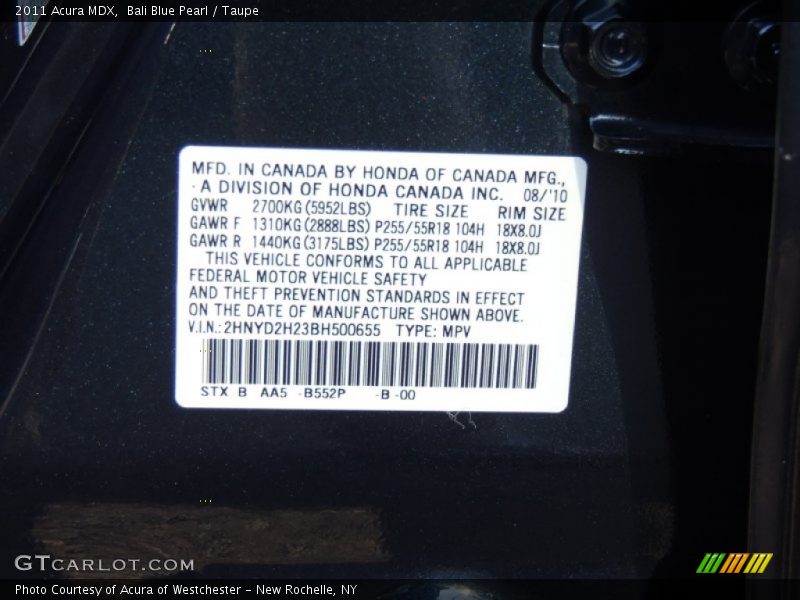 2011 Acura MDX, Bali Blue Pearl / Taupe
MFD. IN CANADA BY HONDA OF CANADA MFG.,
A DIVISION OF HONDA CANADA INC. 08/'10
GVWR 2700KG (5952LBS) TIRE SIZE RIM SIZE
GAWR F 1310KG (2888LBS) P255/55R18 104H 18X8.0J
GAWR R 1440KG (3175LBS) P255/55R18 104H 18X8.0J
THIS VEHICLE CONFORMS TO ALL APPLICABLE
FEDERAL MOTOR VEHICLE SAFETY
AND THEFT PREVENTION STANDARDS IN EFFECT
ON THE DATE OF MANUFACTURE SHOWN ABOVE.
V.I.N.: 2HNYD2H23BH500655 TYPE: MPV
STX B AA5 -B552P -B -00
GTCARLOT.COM
Photo Courtesy of Acura of Westchester - New Rochelle, NY